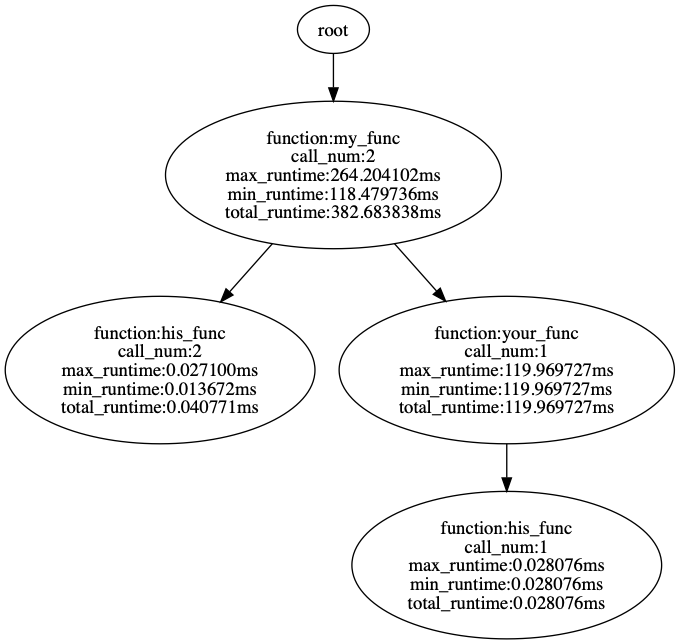 root
function:my_func
call_num:2
max_runtime:264.204102ms
min_runtime:118.479736ms
total_runtime:382.683838ms
function:his_func
call_num:2
max_runtime:0.027100ms
min_runtime:0.013672ms
total_runtime:0.040771ms
function:your_func
call_num:1
max_runtime:119.969727ms
min_runtime:119.969727ms
total_runtime:119.969727ms
function:his_func
call_num:1
max_runtime:0.028076ms
min_runtime:0.028076ms
total_runtime:0.028076ms